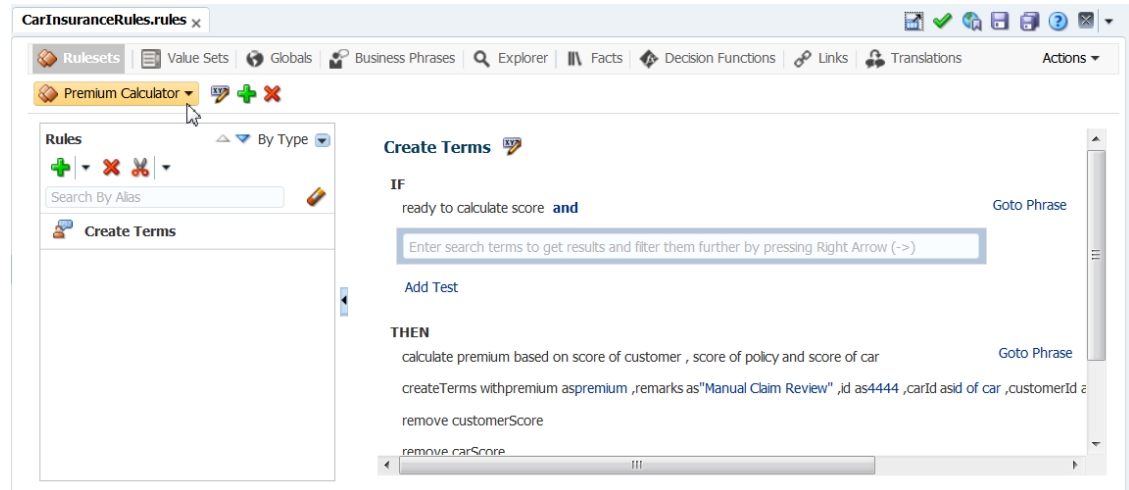 CarInsuranceRules.rules x
Rulesets Value Sets Globals Business Phrases Explorer Facts Decision Functions Links Translations Actions
Premium Calculator
Rules By Type
Search By Alias
Create Terms
Create Terms
IF
ready to calculate score and Goto Phrase
Enter search terms to get results and filter them further by pressing Right Arrow (->)
Add Test
THEN
calculate premium based on score of customer , score of policy and score of car Goto Phrase
createTerms withpremium aspremium ,remarks as"Manual Claim Review" ,id as4444 ,carId asid of car ,customerId a
remove customerScore
remove carScore